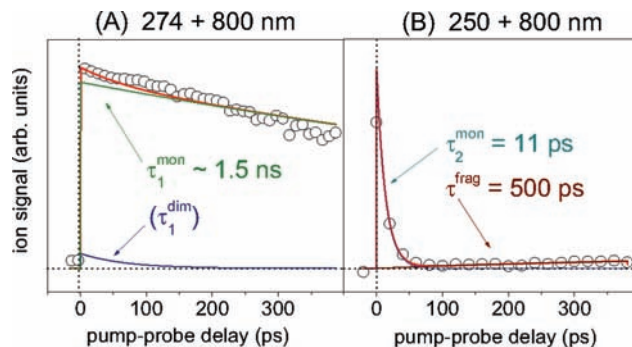 (A) 274 + 800 nm
(B) 250 + 800 nm
ion signal (arb. units)
τ₁ᵐᵒⁿ ~ 1.5 ns
(τ₁ᵈⁱᵐ)
τ₂ᵐᵒⁿ = 11 ps
τᶠʳᵃᵍ = 500 ps
0 100 200 300
0 100 200 300
pump-probe delay (ps)
pump-probe delay (ps)